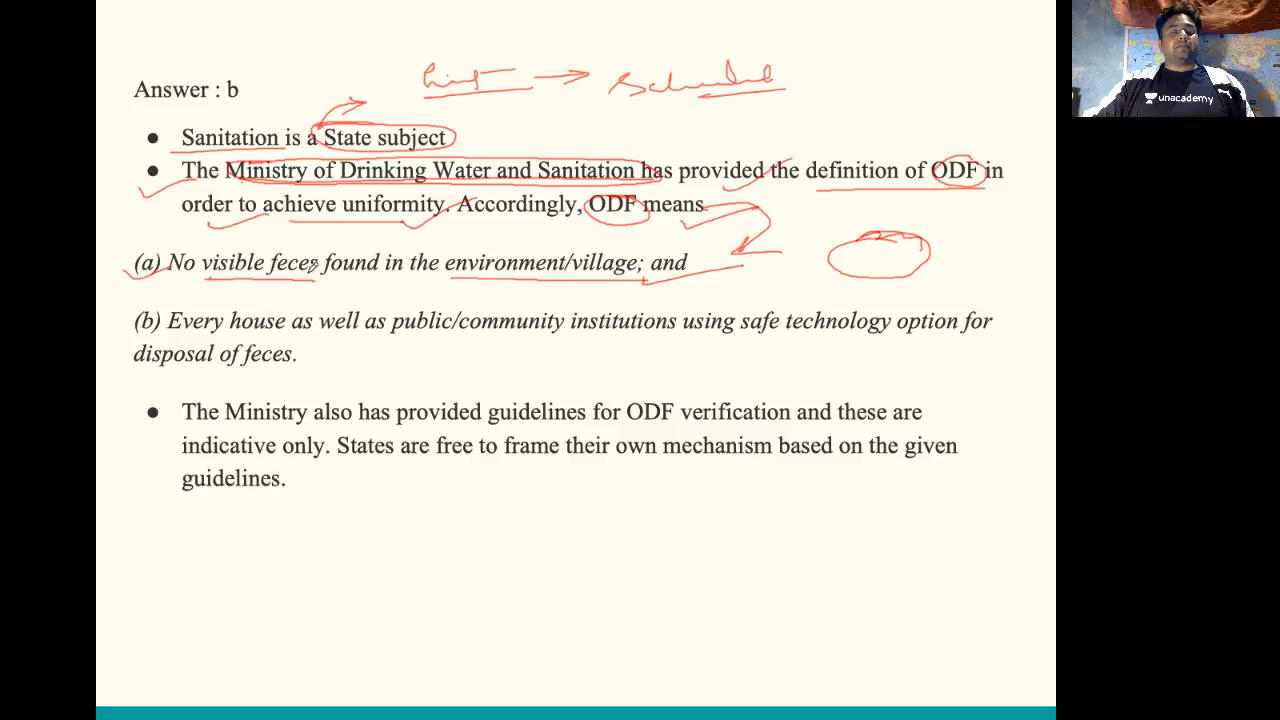 Answer : b
● Sanitation is a State subject
● The Ministry of Drinking Water and Sanitation has provided the definition of ODF in
order to achieve uniformity. Accordingly, ODF means
(a) No visible feces found in the environment/village; and
(b) Every house as well as public/community institutions using safe technology option for
disposal of feces.
● The Ministry also has provided guidelines for ODF verification and these are
indicative only. States are free to frame their own mechanism based on the given
guidelines.
unacademy